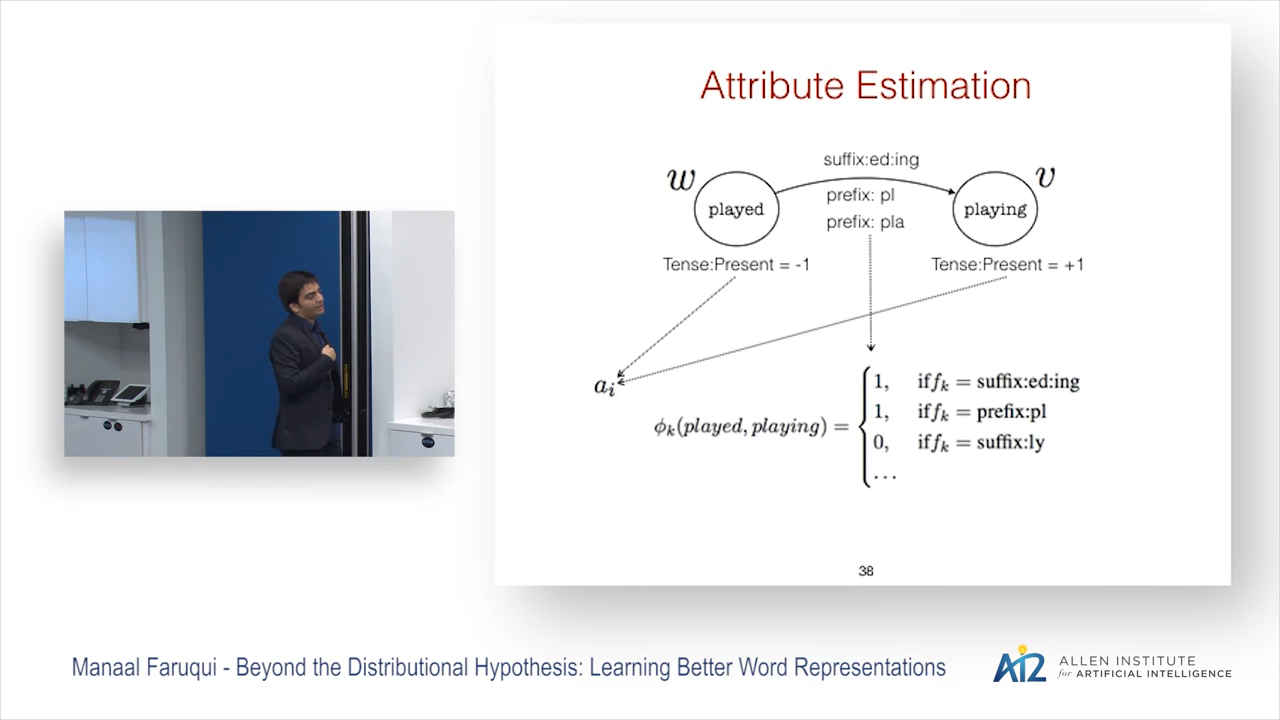 Attribute Estimation
suffix:ed:ing
w
v
prefix: pl
played
playing
prefix: pla
Tense:Present = -1
Tense:Present = +1
a_i
1, if f_k = suffix:ed:ing
1, if f_k = prefix:pl
ϕ_k(played, playing) =
0, if f_k = suffix:ly
...
38
Manaal Faruqui - Beyond the Distributional Hypothesis: Learning Better Word Representations
AI2
ALLEN INSTITUTE
for ARTIFICIAL INTELLIGENCE